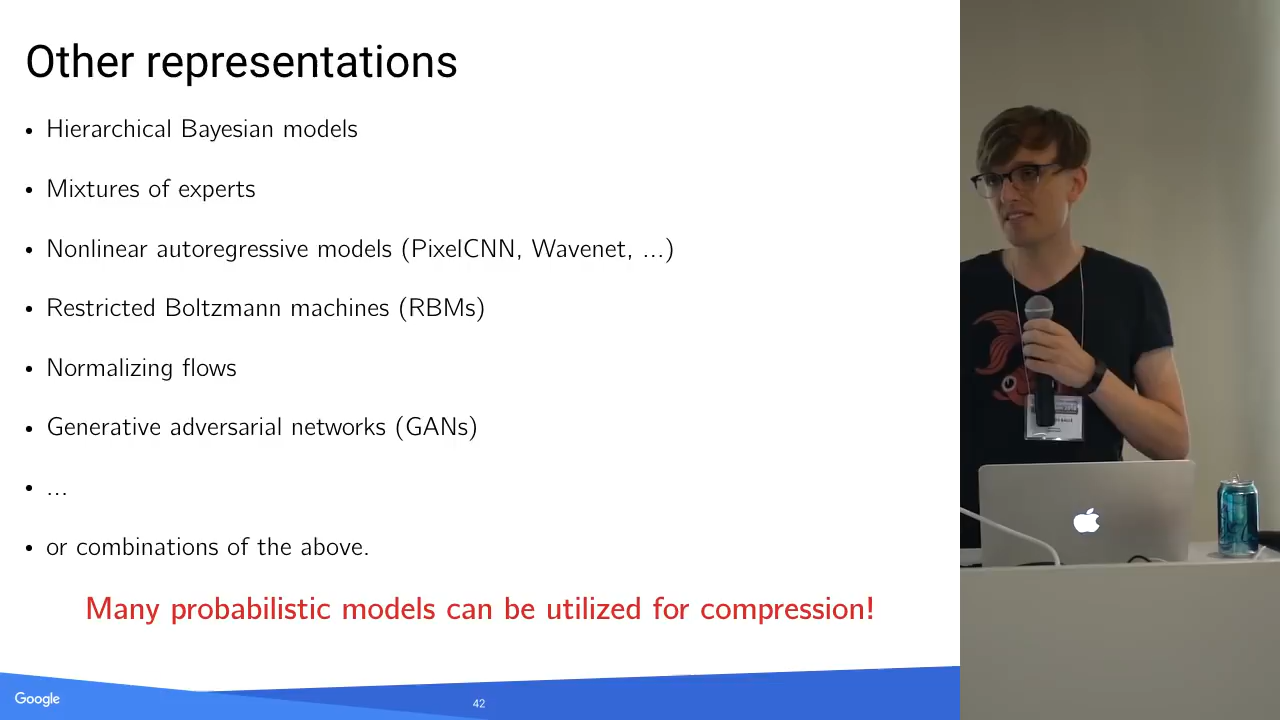 Other representations
• Hierarchical Bayesian models
• Mixtures of experts
• Nonlinear autoregressive models (PixelCNN, Wavenet, ...)
• Restricted Boltzmann machines (RBMs)
• Normalizing flows
• Generative adversarial networks (GANs)
• ...
• or combinations of the above.
Many probabilistic models can be utilized for compression!
Google
42